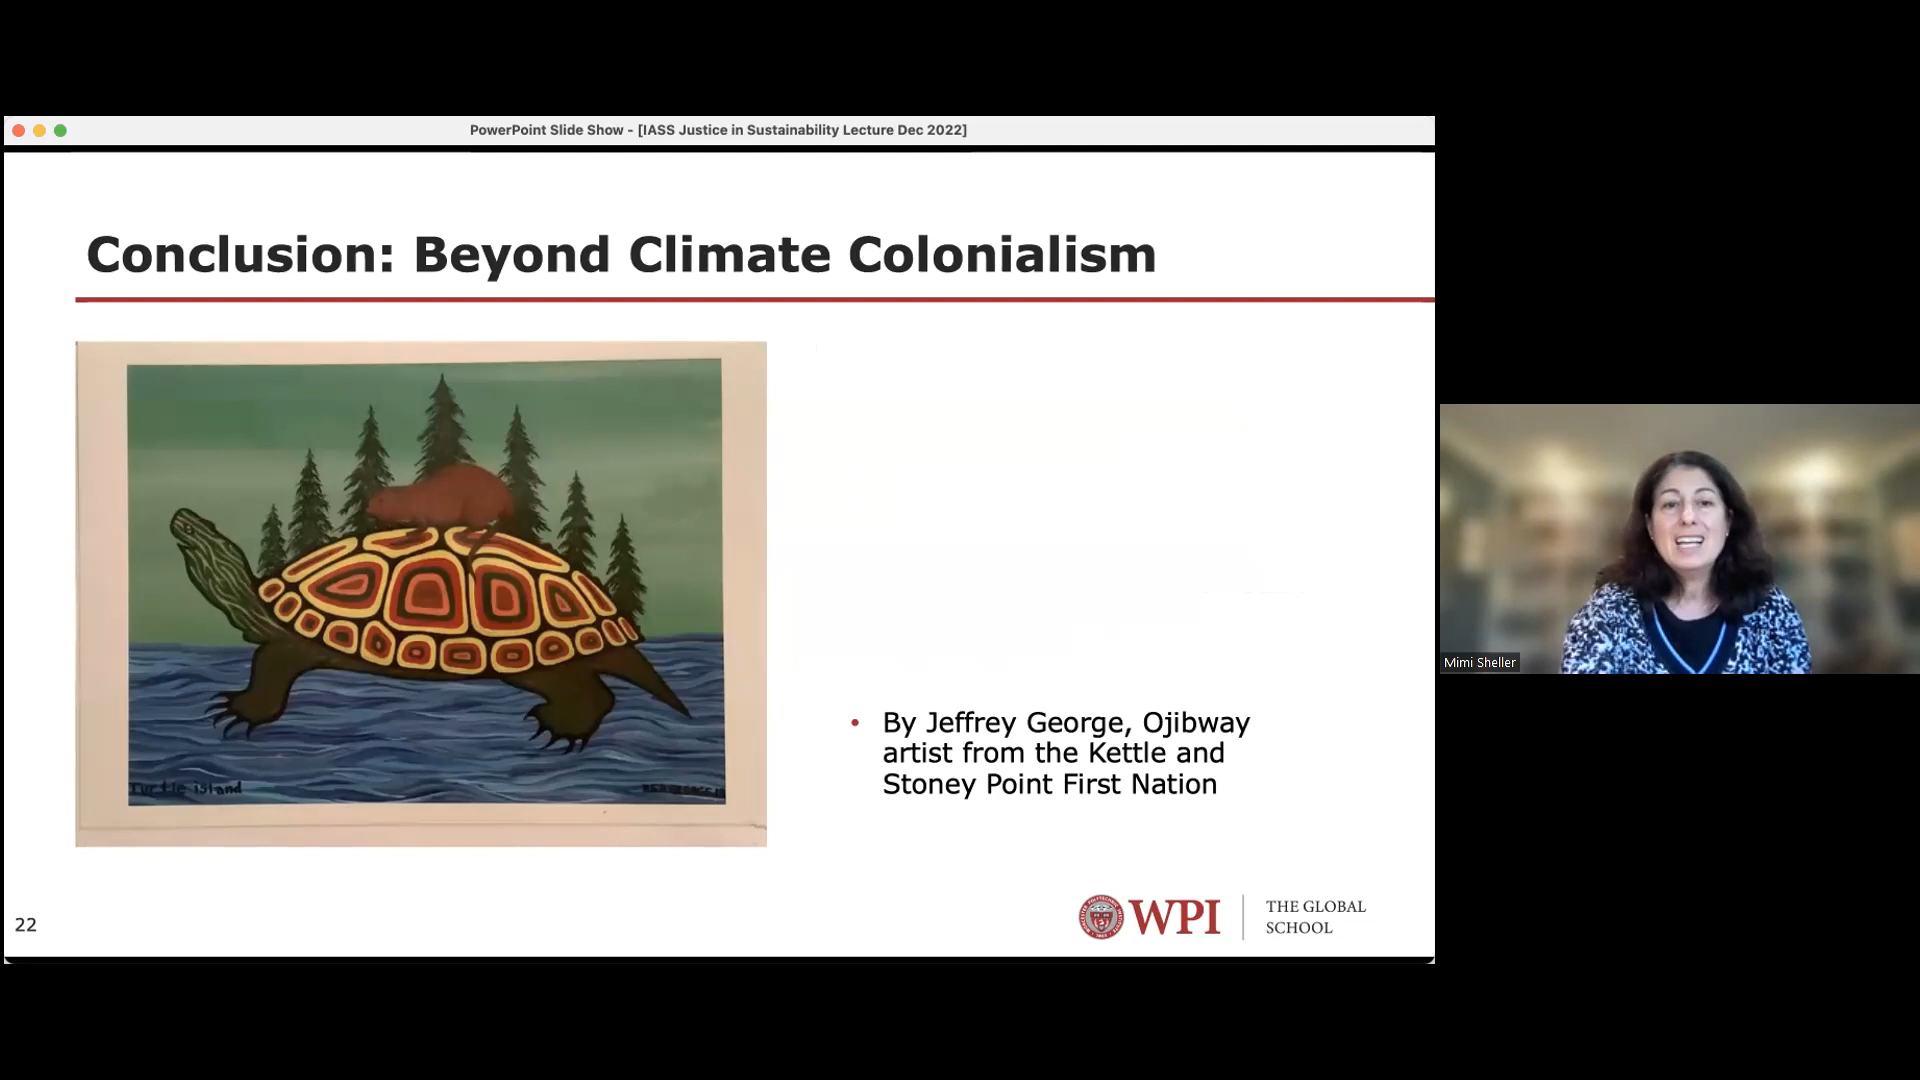 PowerPoint Slide Show - [IASS Justice in Sustainability Lecture Dec 2022]
Conclusion: Beyond Climate Colonialism
Turtle island
• By Jeffrey George, Ojibway
artist from the Kettle and
Stoney Point First Nation
Mimi Sheller
22
WPI
THE GLOBAL
SCHOOL